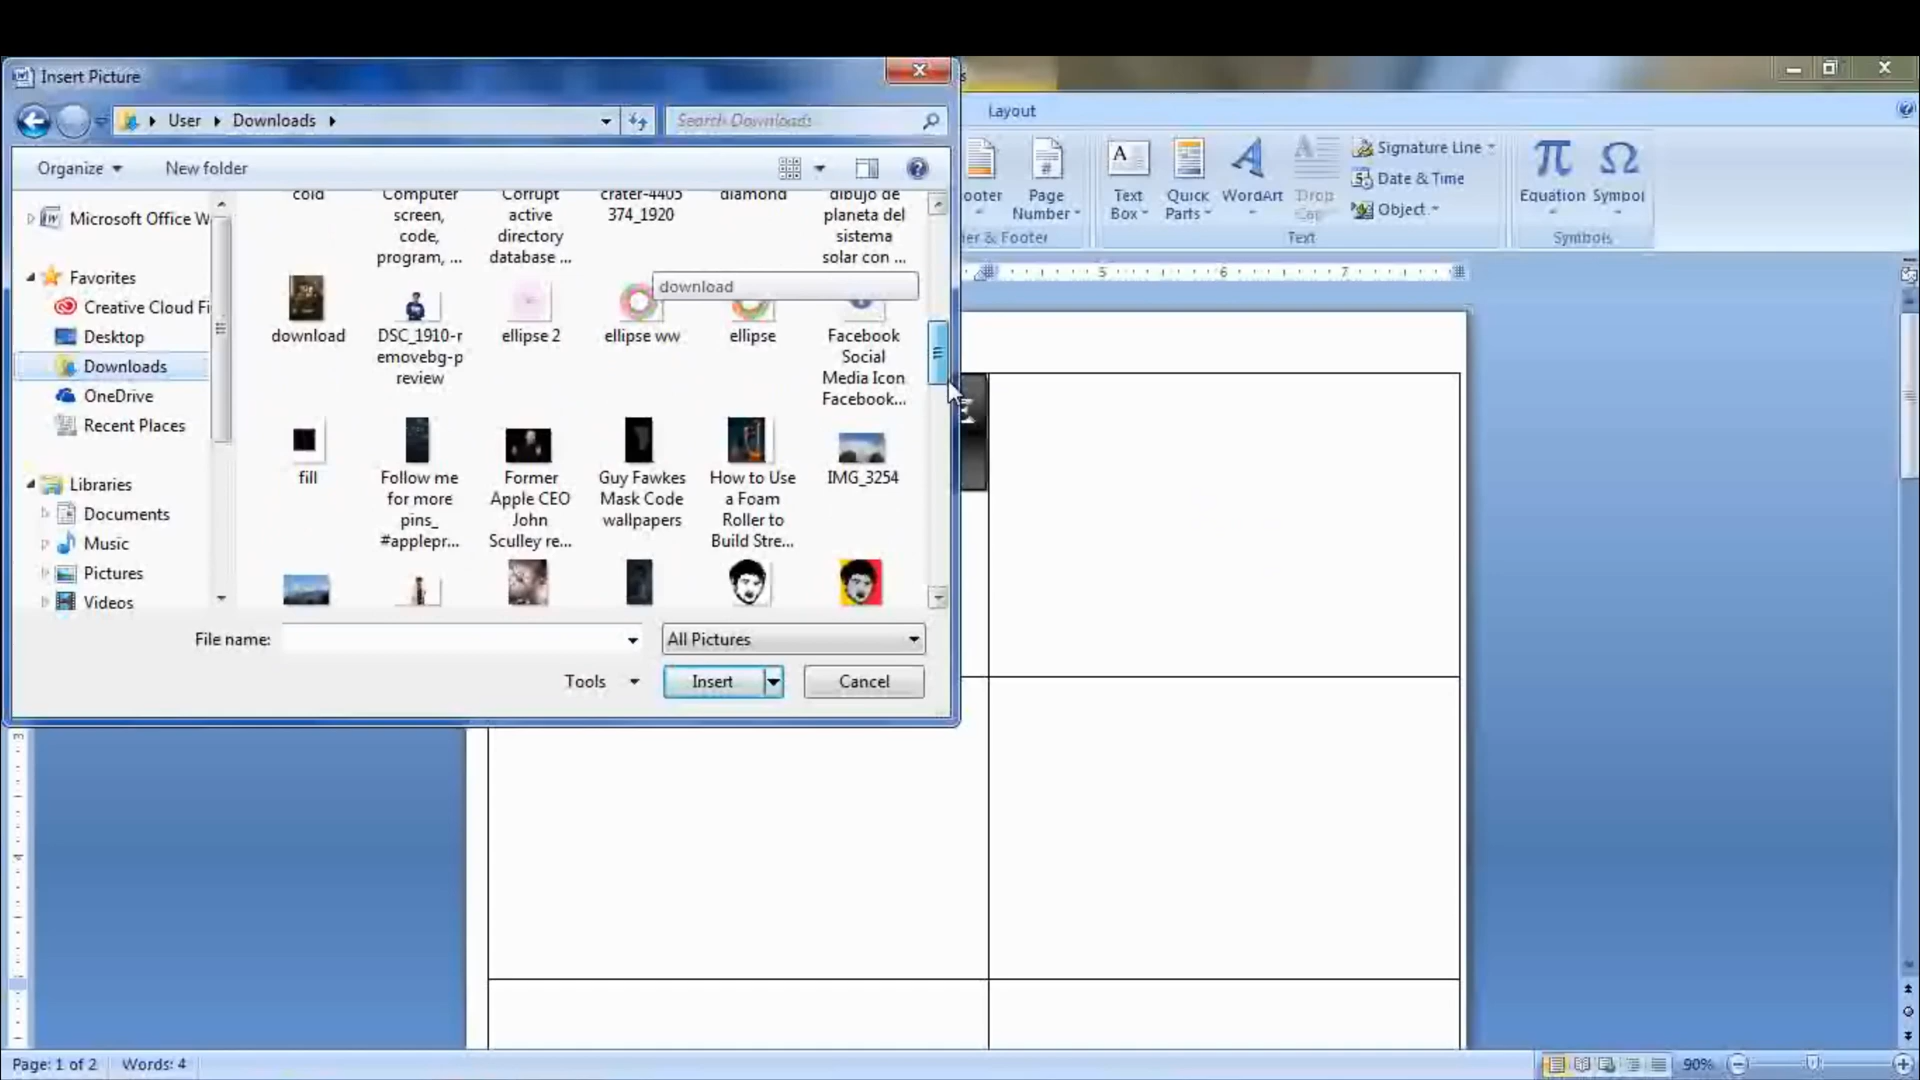 Insert Picture
User
Downloads
Search Downloads
Organize
New folder
Microsoft Office W
Favorites
Creative Cloud Fi
Desktop
Downloads
OneDrive
Recent Places
Libraries
Documents
Music
Pictures
Videos
cold
Computer
screen,
code,
program, ...
Corrupt
active
directory
database ...
crater-4405
374_1920
diamond
dibujo de
planeta del
sistema
solar con ...
download
download
DSC_1910-r
emovebg-p
review
ellipse 2
ellipse ww
ellipse
Facebook
Social
Media Icon
Facebook...
fill
Follow me
for more
pins_
#applepr...
Former
Apple CEO
John
Sculley re...
Guy Fawkes
Mask Code
wallpapers
How to Use
a Foam
Roller to
Build Stre...
IMG_3254
File name:
All Pictures
Tools
Insert
Cancel
Layout
ooter
Page
Number
er & Footer
A
Text
Box
Quick
Parts
A
WordArt
A
Drop
Cap
Signature Line
Date & Time
Object
Text
π
Equation
Ω
Symbol
Symbols
5
6
7
Page: 1 of 2
Words: 4
90%